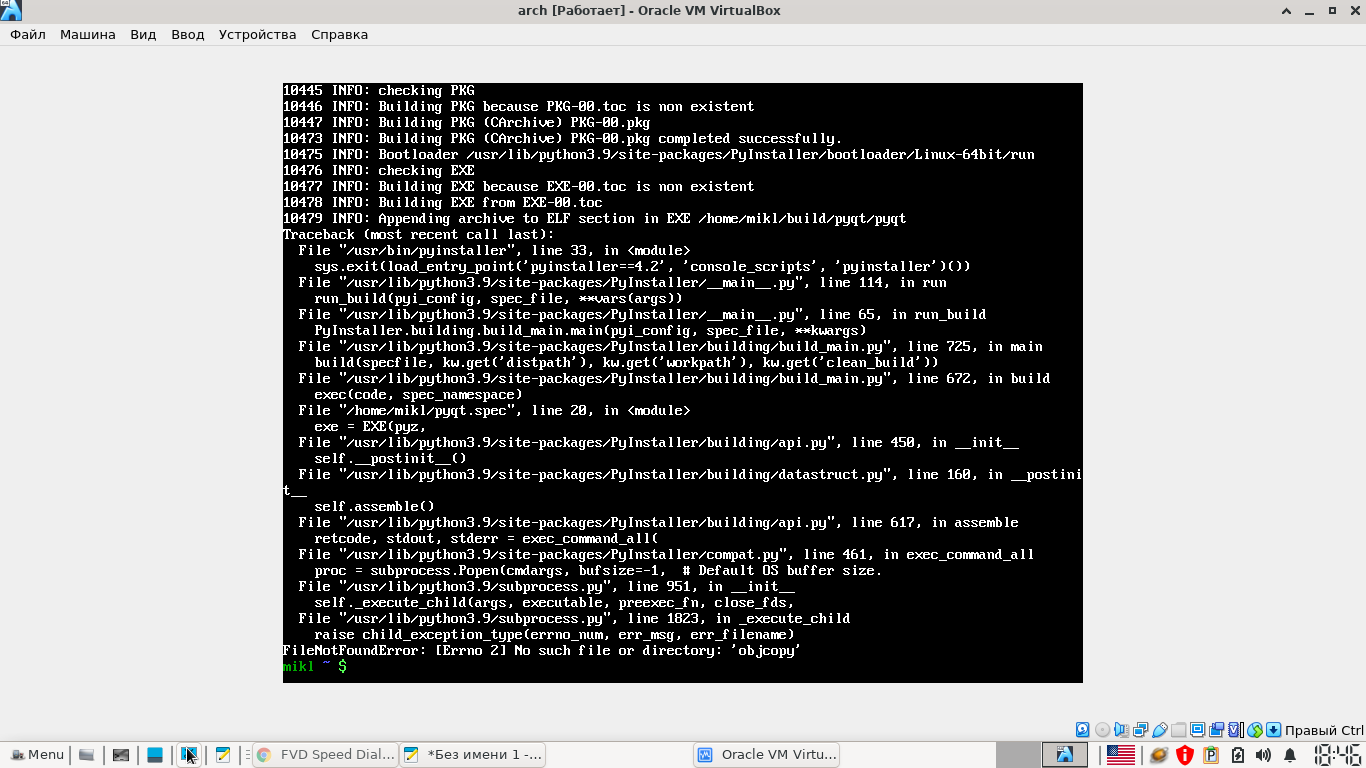 arch [Работает] - Oracle VM VirtualBox
Файл Машина Вид Ввод Устройства Справка
10445 INFO: checking PKG
10446 INFO: Building PKG because PKG-00.toc is non existent
10447 INFO: Building PKG (CArchive) PKG-00.pkg
10473 INFO: Building PKG (CArchive) PKG-00.pkg completed successfully.
10475 INFO: Bootloader /usr/lib/python3.9/site-packages/PyInstaller/bootloader/Linux-64bit/run
10476 INFO: checking EXE
10477 INFO: Building EXE because EXE-00.toc is non existent
10478 INFO: Building EXE from EXE-00.toc
10479 INFO: Appending archive to ELF section in EXE /home/mikl/build/pyqt/pyqt
Traceback (most recent call last):
  File "/usr/bin/pyinstaller", line 33, in <module>
    sys.exit(load_entry_point('pyinstaller==4.2', 'console_scripts', 'pyinstaller')())
  File "/usr/lib/python3.9/site-packages/PyInstaller/__main__.py", line 114, in run
    run_build(pyi_config, spec_file, **vars(args))
  File "/usr/lib/python3.9/site-packages/PyInstaller/__main__.py", line 65, in run_build
    PyInstaller.building.build_main.main(pyi_config, spec_file, **kwargs)
  File "/usr/lib/python3.9/site-packages/PyInstaller/building/build_main.py", line 725, in main
    build(specfile, kw.get('distpath'), kw.get('workpath'), kw.get('clean_build'))
  File "/usr/lib/python3.9/site-packages/PyInstaller/building/build_main.py", line 672, in build
    exec(code, spec_namespace)
  File "/home/mikl/pyqt.spec", line 20, in <module>
    exe = EXE(pyz,
  File "/usr/lib/python3.9/site-packages/PyInstaller/building/api.py", line 450, in __init__
    self.__postinit__()
  File "/usr/lib/python3.9/site-packages/PyInstaller/building/datastruct.py", line 160, in __postini
t__
    self.assemble()
  File "/usr/lib/python3.9/site-packages/PyInstaller/building/api.py", line 617, in assemble
    retcode, stdout, stderr = exec_command_all(
  File "/usr/lib/python3.9/site-packages/PyInstaller/compat.py", line 461, in exec_command_all
    proc = subprocess.Popen(cmdargs, bufsize=-1,  # Default OS buffer size.
  File "/usr/lib/python3.9/subprocess.py", line 951, in __init__
    self._execute_child(args, executable, preexec_fn, close_fds,
  File "/usr/lib/python3.9/subprocess.py", line 1823, in _execute_child
    raise child_exception_type(errno_num, err_msg, err_filename)
FileNotFoundError: [Errno 2] No such file or directory: 'objcopy'
mikl ~ $
Правый Ctrl
Menu FVD Speed Dial... *Без имени 1 -... Oracle VM Virtu... 10:46